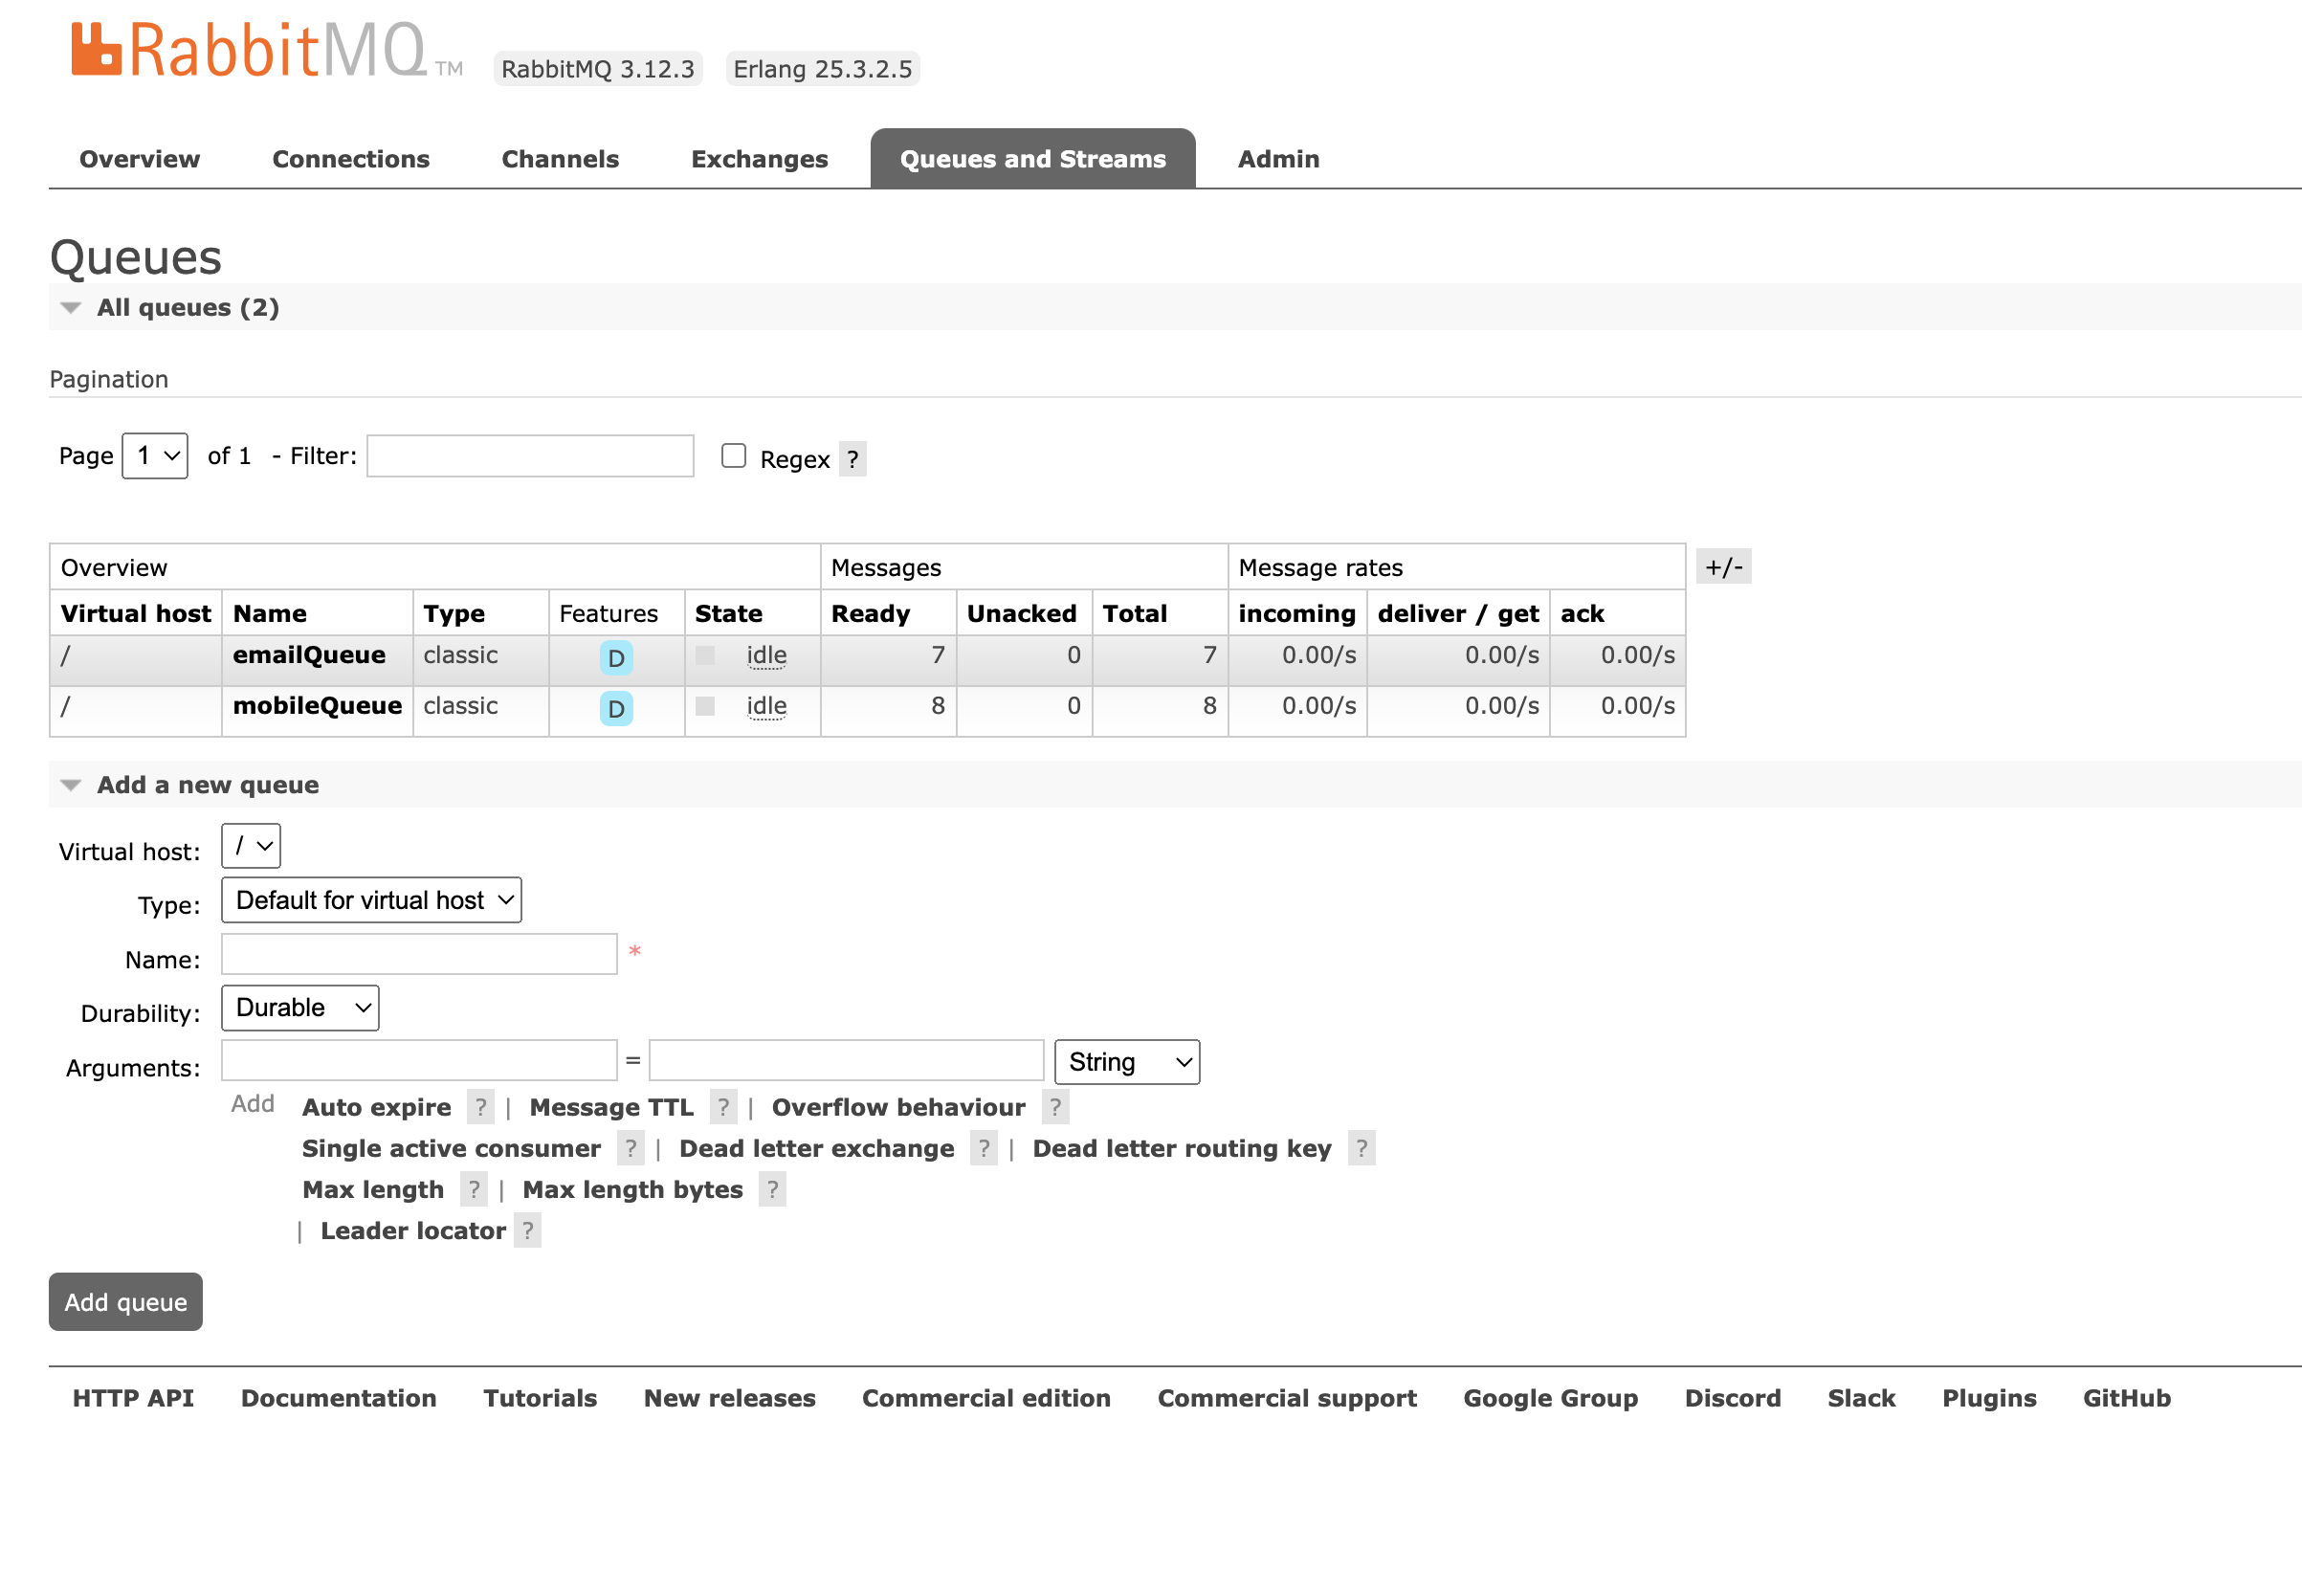 RabbitMQ TM RabbitMQ 3.12.3 Erlang 25.3.2.5
Overview Connections Channels Exchanges Queues and Streams Admin
Queues
All queues (2)
Pagination
Page 1 of 1 - Filter: Regex ?
Overview Messages Message rates +/-
Virtual host Name Type Features State Ready Unacked Total incoming deliver / get ack
/ emailQueue classic D idle 7 0 7 0.00/s 0.00/s 0.00/s
/ mobileQueue classic D idle 8 0 8 0.00/s 0.00/s 0.00/s
Add a new queue
Virtual host: /
Type: Default for virtual host
Name: *
Durability: Durable
Arguments: = String
Add Auto expire ? | Message TTL ? | Overflow behaviour ?
Single active consumer ? | Dead letter exchange ? | Dead letter routing key ?
Max length ? | Max length bytes ?
| Leader locator ?
Add queue
HTTP API Documentation Tutorials New releases Commercial edition Commercial support Google Group Discord Slack Plugins GitHub